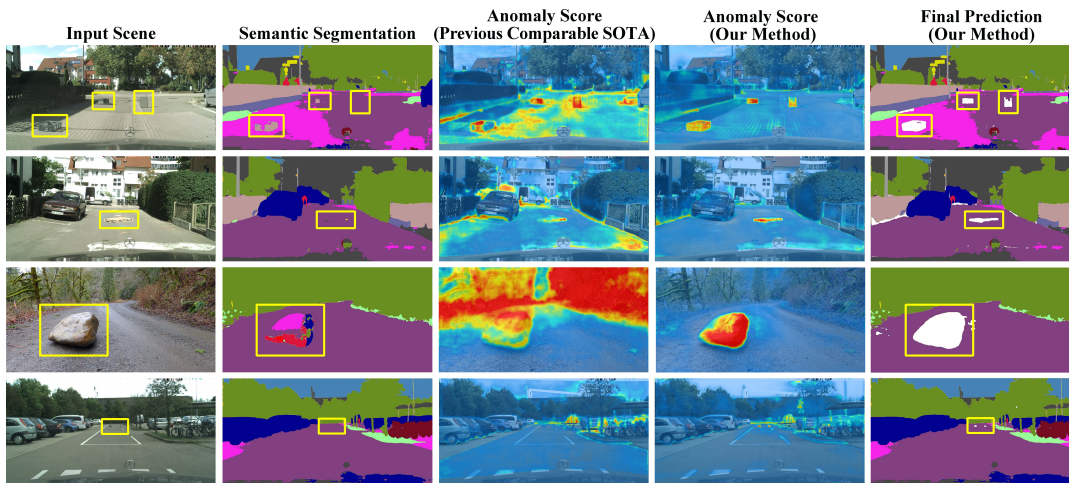 Input Scene
Semantic Segmentation
Anomaly Score
(Previous Comparable SOTA)
Anomaly Score
(Our Method)
Final Prediction
(Our Method)